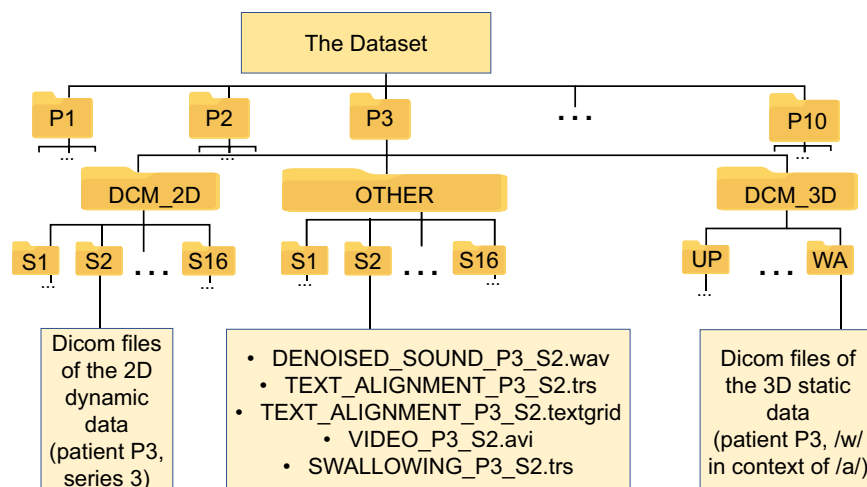 The Dataset
P1
P2
P3
...
P10
...
...
...
DCM_2D
OTHER
DCM_3D
S1
S2
...
S16
S1
S2
...
S16
UP
...
WA
...
...
...
...
...
Dicom files
of the 2D
dynamic
data
(patient P3,
series 3)
• DENOISED_SOUND_P3_S2.wav
• TEXT_ALIGNMENT_P3_S2.trs
• TEXT_ALIGNMENT_P3_S2.textgrid
• VIDEO_P3_S2.avi
• SWALLOWING_P3_S2.trs
Dicom files of
the 3D static
data
(patient P3, /w/
in context of /a/)